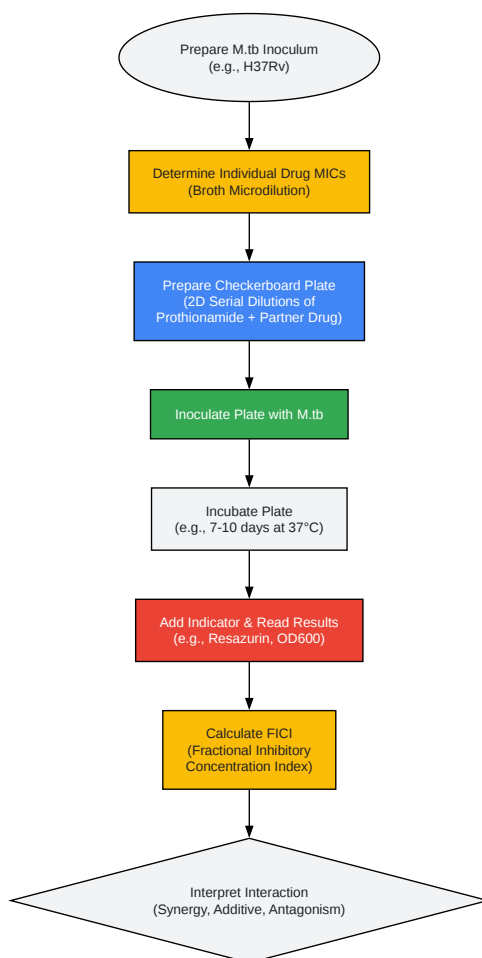 Prepare M.tb Inoculum
(e.g., H37Rv)
Determine Individual Drug MICs
(Broth Microdilution)
Prepare Checkerboard Plate
(2D Serial Dilutions of
Prothionamide + Partner Drug)
Inoculate Plate with M.tb
Incubate Plate
(e.g., 7-10 days at 37°C)
Add Indicator & Read Results
(e.g., Resazurin, OD600)
Calculate FICI
(Fractional Inhibitory
Concentration Index)
Interpret Interaction
(Synergy, Additive, Antagonism)